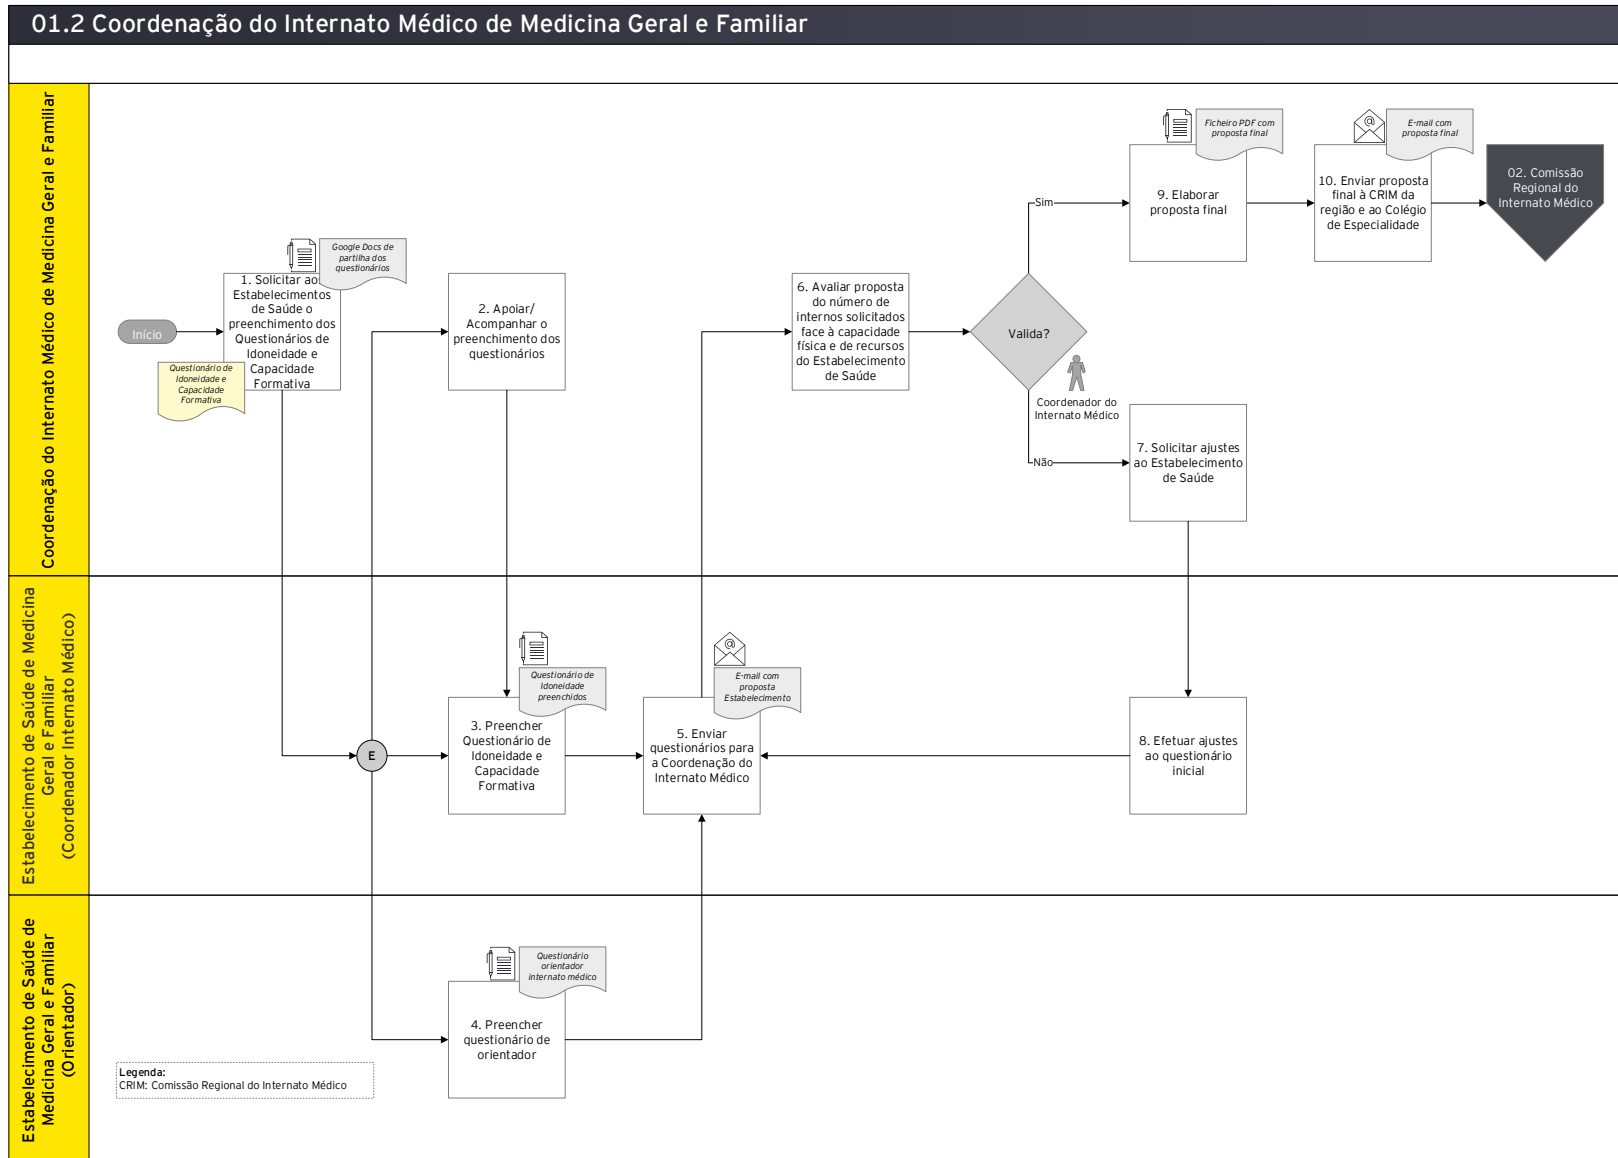 01.2 Coordenação do Internato Médico de Medicina Geral e Familiar
Coordenação do Internato Médico de Medicina Geral e Familiar
Início
Google Docs de
partilha dos
questionários
1. Solicitar aos
Estabelecimentos
de Saúde o
preenchimento dos
Questionários de
Idoneidade e
Capacidade
Formativa
Questionário de
Idoneidade e
Capacidade
Formativa
2. Apoiar/
Acompanhar o
preenchimento dos
questionários
6. Avaliar proposta
do número de
internos solicitados
face à capacidade
física e de recursos
do Estabelecimento
de Saúde
Valida?
Coordenador do
Internato Médico
Sim
Não
Ficheiro PDF com
proposta final
9. Elaborar
proposta final
E-mail com
proposta final
10. Enviar proposta
final à CRIM da
região e ao Colégio
de Especialidade
02. Comissão
Regional do
Internato Médico
7. Solicitar ajustes
ao Estabelecimento
de Saúde
Estabelecimento de Saúde de Medicina
Geral e Familiar
(Coordenador Internato Médico)
E
Questionário de
Idoneidade
preenchidos
3. Preencher
Questionário de
Idoneidade e
Capacidade
Formativa
E-mail com
proposta
Estabelecimento
5. Enviar
questionários para
a Coordenação do
Internato Médico
8. Efetuar ajustes
ao questionário
inicial
Estabelecimento de Saúde de
Medicina Geral e Familiar
(Orientador)
Questionário
orientador
internato médico
4. Preencher
questionário de
orientador
Legenda:
CRIM: Comissão Regional do Internato Médico